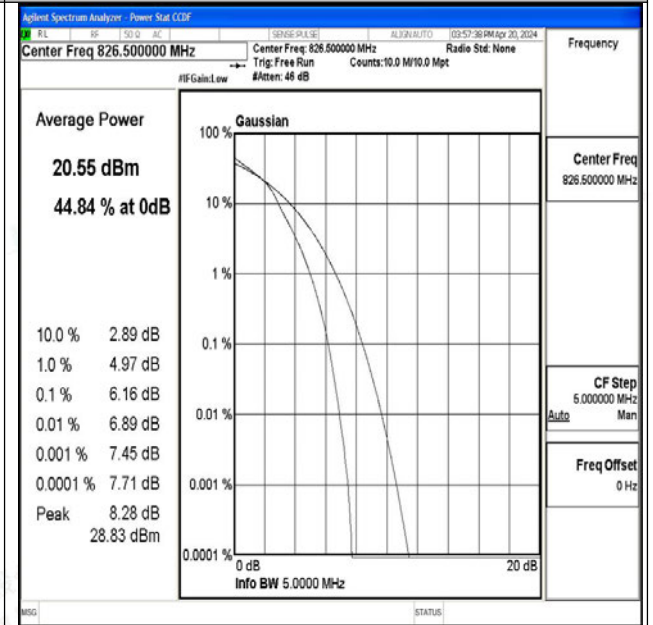 Agilent Spectrum Analyzer - Power Stat CCDF
RL RF 50 Ω AC SENSE:PULSE ALIGN AUTO 03:57:38 PM Apr 20, 2024
Center Freq 826.500000 MHz
Center Freq: 826.500000 MHz Radio Std: None
Trig: Free Run Counts:10.0 M/10.0 Mpt
#IFGain:Low #Atten: 46 dB
Frequency
Average Power
20.55 dBm
44.84 % at 0dB
10.0 % 2.89 dB
1.0 % 4.97 dB
0.1 % 6.16 dB
0.01 % 6.89 dB
0.001 % 7.45 dB
0.0001 % 7.71 dB
Peak 8.28 dB
28.83 dBm
Gaussian
100 %
10 %
1 %
0.1 %
0.01 %
0.001 %
0.0001 %
0 dB 20 dB
Info BW 5.0000 MHz
Center Freq
826.500000 MHz
CF Step
5.000000 MHz
Auto Man
Freq Offset
0 Hz
MSG STATUS